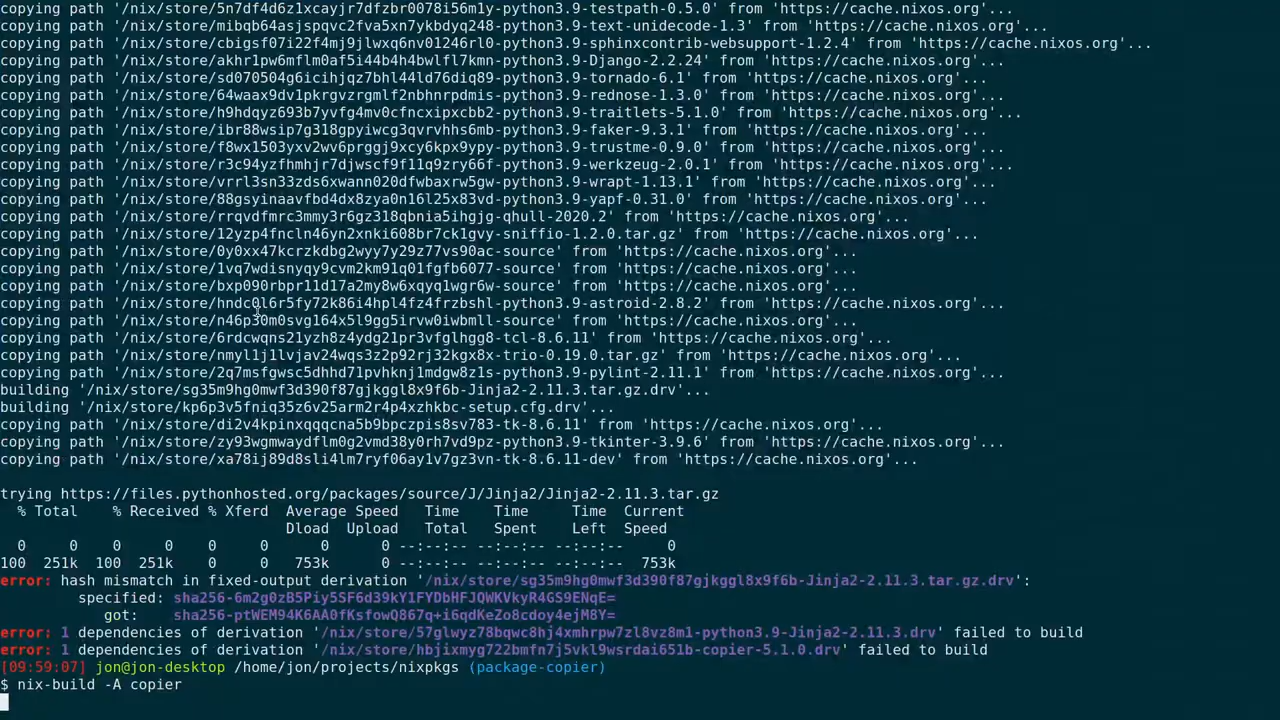 copying path '/nix/store/5n7df4d6z1xcayjr7dfzbr0078i56m1y-python3.9-testpath-0.5.0' from 'https://cache.nixos.org'...
copying path '/nix/store/mibqb64asjspqvc2fva5xn7ykbdyq248-python3.9-text-unidecode-1.3' from 'https://cache.nixos.org'...
copying path '/nix/store/cbigsf07i22f4mj9jlwxq6nv01246rl0-python3.9-sphinxcontrib-websupport-1.2.4' from 'https://cache.nixos.org'...
copying path '/nix/store/akhr1pw6mflm0af5i44b4h4bwlfl7kmn-python3.9-Django-2.2.24' from 'https://cache.nixos.org'...
copying path '/nix/store/sd070504g6icihjqz7bhl44ld76diq89-python3.9-tornado-6.1' from 'https://cache.nixos.org'...
copying path '/nix/store/64waax9dv1pkrgvzrgmlf2nbhnrpdmis-python3.9-rednose-1.3.0' from 'https://cache.nixos.org'...
copying path '/nix/store/h9hdqyz693b7yvfg4mv0cfncxipxcbb2-python3.9-traitlets-5.1.0' from 'https://cache.nixos.org'...
copying path '/nix/store/ibr88wsip7g318gpyiwcg3qvrvhhs6mb-python3.9-faker-9.3.1' from 'https://cache.nixos.org'...
copying path '/nix/store/f8wx1503yxv2wv6prggj9xcy6kpx9ypy-python3.9-trustme-0.9.0' from 'https://cache.nixos.org'...
copying path '/nix/store/r3c94yzfhmhjr7djwscf9f11q9zry66f-python3.9-werkzeug-2.0.1' from 'https://cache.nixos.org'...
copying path '/nix/store/vrrl3sn33zds6xwann020dfwbaxrw5gw-python3.9-wrapt-1.13.1' from 'https://cache.nixos.org'...
copying path '/nix/store/88gsyinaavfbd4dx8zya0n16l25x83vd-python3.9-yapf-0.31.0' from 'https://cache.nixos.org'...
copying path '/nix/store/rrqvdfmrc3mmy3r6gz318qbnia5ihgjg-qhull-2020.2' from 'https://cache.nixos.org'...
copying path '/nix/store/12yzp4fncln46yn2xnki608br7ck1gvy-sniffio-1.2.0.tar.gz' from 'https://cache.nixos.org'...
copying path '/nix/store/0y0xx47kcrzkdbg2wyy7y29z77vs90ac-source' from 'https://cache.nixos.org'...
copying path '/nix/store/1vq7wdisnyqy9cvm2km91q01fgfb6077-source' from 'https://cache.nixos.org'...
copying path '/nix/store/bxp090rbpr11d17a2my8w6xqyq1wgr6w-source' from 'https://cache.nixos.org'...
copying path '/nix/store/hndc0l6r5fy72k86i4hpl4fz4frzbshl-python3.9-astroid-2.8.2' from 'https://cache.nixos.org'...
copying path '/nix/store/n46p30m0svg164x5l9gg5irvw0iwbmll-source' from 'https://cache.nixos.org'...
copying path '/nix/store/6rdcwqns21yzh8z4ydg21pr3vfglhgg8-tcl-8.6.11' from 'https://cache.nixos.org'...
copying path '/nix/store/nmyl1j1lvjav24wqs3z2p92rj32kgx8x-trio-0.19.0.tar.gz' from 'https://cache.nixos.org'...
copying path '/nix/store/2q7msfgwsc5dhhd71pvhknj1mdgw8z1s-python3.9-pylint-2.11.1' from 'https://cache.nixos.org'...
building '/nix/store/sg35m9hg0mwf3d390f87gjkggl8x9f6b-Jinja2-2.11.3.tar.gz.drv'...
building '/nix/store/kp6p3v5fniq35z6v25arm2r4p4xzhkbc-setup.cfg.drv'...
copying path '/nix/store/di2v4kpinxqqqcna5b9bpczpis8sv783-tk-8.6.11' from 'https://cache.nixos.org'...
copying path '/nix/store/zy93wgmwaydflm0g2vmd38y0rh7vd9pz-python3.9-tkinter-3.9.6' from 'https://cache.nixos.org'...
copying path '/nix/store/xa78ij89d8sli4lm7ryf06ay1v7gz3vn-tk-8.6.11-dev' from 'https://cache.nixos.org'...
trying https://files.pythonhosted.org/packages/source/J/Jinja2/Jinja2-2.11.3.tar.gz
% Total % Received % Xferd Average Speed Time Time Time Current
Dload Upload Total Spent Left Speed
0 0 0 0 0 0 0 0 --:--:-- --:--:-- --:--:-- 0
100 251k 100 251k 0 0 753k 0 --:--:-- --:--:-- --:--:-- 753k
error: hash mismatch in fixed-output derivation '/nix/store/sg35m9hg0mwf3d390f87gjkggl8x9f6b-Jinja2-2.11.3.tar.gz.drv':
specified: sha256-6m2g0zB5Piy5SF6d39kY1FYDbHFJQWKVkyR4GS9ENqE=
got: sha256-ptWEM94K6AA0fKsfowQ867q+i6qdKeZo8cdoy4ejM8Y=
error: 1 dependencies of derivation '/nix/store/57glwyz78bqwc8hj4xmhrpw7zl8vz8m1-python3.9-Jinja2-2.11.3.drv' failed to build
error: 1 dependencies of derivation '/nix/store/hbjixmyg722bmfn7j5vkl9wsrdai651b-copier-5.1.0.drv' failed to build
[09:59:07] jon@jon-desktop /home/jon/projects/nixpkgs (package-copier)
$ nix-build -A copier